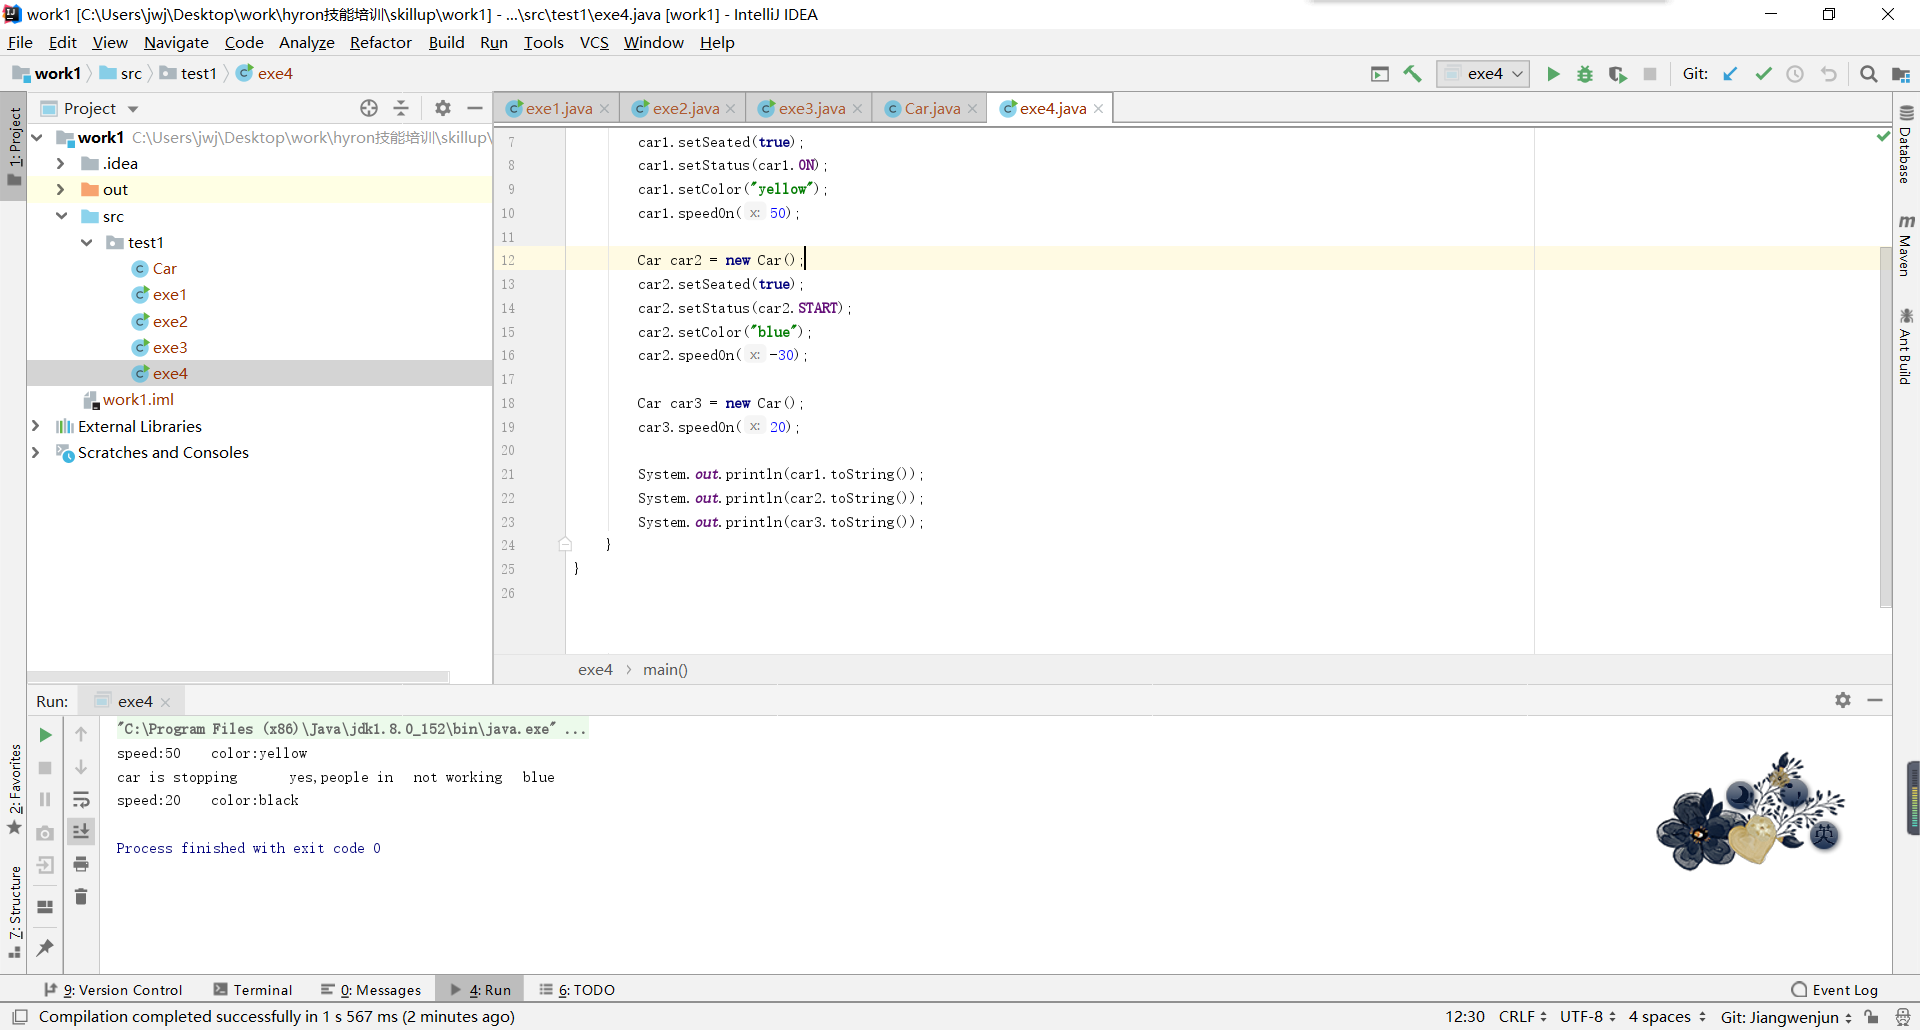 work1 [C:\Users\jwj\Desktop\work\hyron技能培训\skillup\work1] - ...\src\test1\exe4.java [work1] - IntelliJ IDEA
File Edit View Navigate Code Analyze Refactor Build Run Tools VCS Window Help
work1 src test1 exe4
exe4 Git:
Project
exe1.java exe2.java exe3.java Car.java exe4.java
1: Project
work1 C:\Users\jwj\Desktop\work\hyron技能培训\skillup\
.idea
out
src
test1
Car
exe1
exe2
exe3
exe4
work1.iml
External Libraries
Scratches and Consoles
7 car1.setSeated(true);
8 car1.setStatus(car1.ON);
9 car1.setColor("yellow");
10 car1.speedOn( x: 50);
11
12 Car car2 = new Car();
13 car2.setSeated(true);
14 car2.setStatus(car2.START);
15 car2.setColor("blue");
16 car2.speedOn( x: -30);
17
18 Car car3 = new Car();
19 car3.speedOn( x: 20);
20
21 System.out.println(car1.toString());
22 System.out.println(car2.toString());
23 System.out.println(car3.toString());
24 }
25 }
26
exe4 main()
Database
Maven
Ant Build
Run: exe4
"C:\Program Files (x86)\Java\jdk1.8.0_152\bin\java.exe" ...
speed:50 color:yellow
car is stopping yes,people in not working blue
speed:20 color:black
Process finished with exit code 0
英
2: Favorites
7: Structure
9: Version Control Terminal 0: Messages 4: Run 6: TODO Event Log
Compilation completed successfully in 1 s 567 ms (2 minutes ago) 12:30 CRLF UTF-8 4 spaces Git: Jiangwenjun